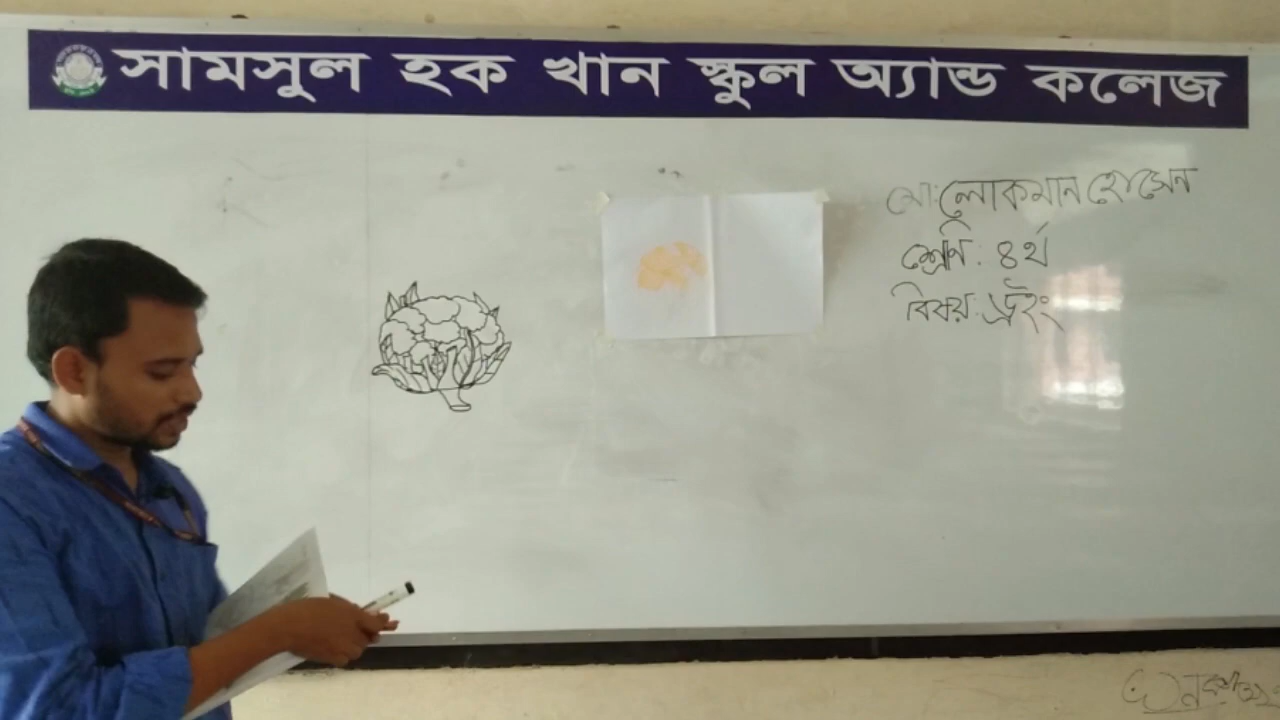 সামসুল হক খান স্কুল অ্যান্ড কলেজ
মো: লোকমান হোসেন
শ্রেণি: ৪র্থ
বিষয়: ড্রইং